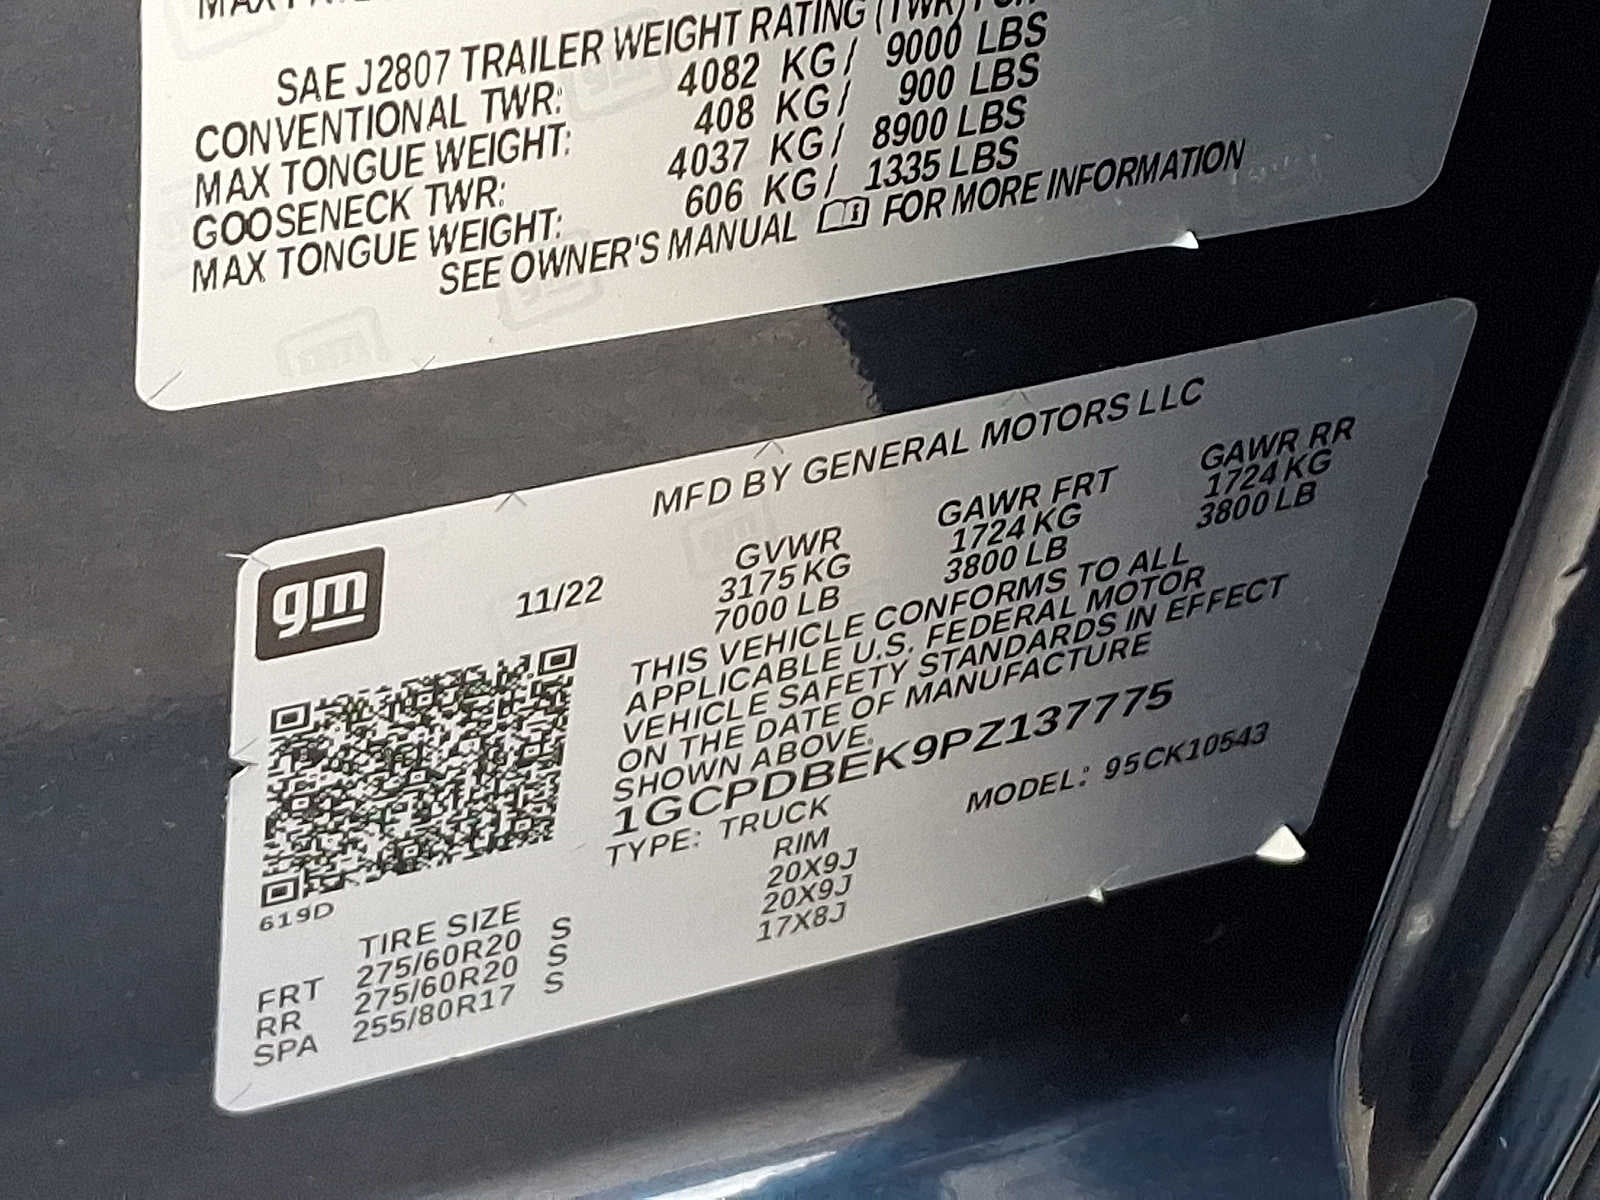 SAE J2807 TRAILER WEIGHT RATING (TWR)
CONVENTIONAL TWR: 4082 KG / 9000 LBS
MAX TONGUE WEIGHT: 408 KG / 900 LBS
GOOSENECK TWR: 4037 KG / 8900 LBS
MAX TONGUE WEIGHT: 606 KG / 1335 LBS
SEE OWNER'S MANUAL FOR MORE INFORMATION
MFD BY GENERAL MOTORS LLC
gm
11/22
GVWR GAWR FRT GAWR RR
3175 KG 1724 KG 1724 KG
7000 LB 3800 LB 3800 LB
THIS VEHICLE CONFORMS TO ALL
APPLICABLE U.S. FEDERAL MOTOR
VEHICLE SAFETY STANDARDS IN EFFECT
ON THE DATE OF MANUFACTURE
SHOWN ABOVE.
1GCPDBEK9PZ137775
TYPE: TRUCK MODEL: 95CK10543
619D
TIRE SIZE RIM
FRT 275/60R20 S 20X9J
RR 275/60R20 S 20X9J
SPA 255/80R17 S 17X8J